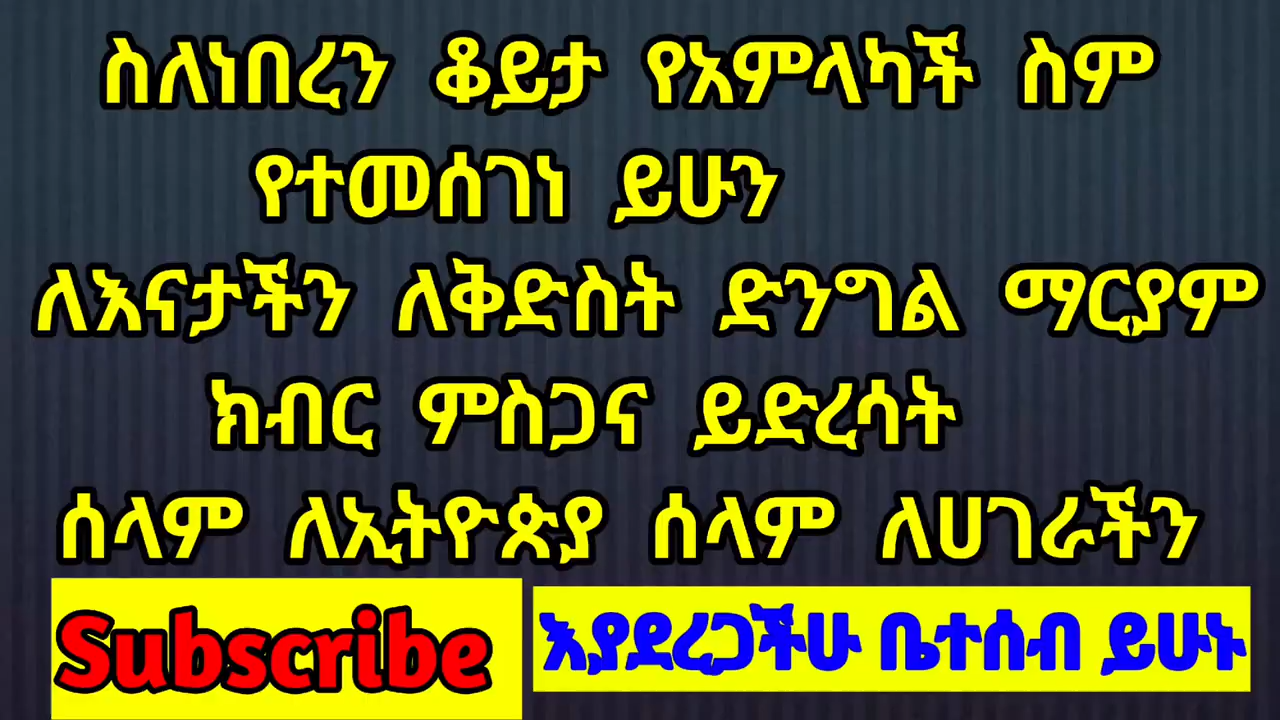 ስለነበረን ቆይታ የአምላካች ስም
የተመሰገነ ይሁን
ለእናታችን ለቅድስት ድንግል ማርያም
ክብር ምስጋና ይድረሳት
ሰላም ለኢትዮጵያ ሰላም ለሀገራችን
Subscribe እያደረጋችሁ ቤተሰብ ይሁኑ